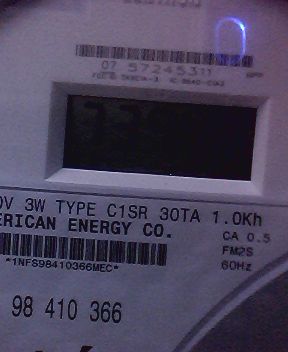 07 57245311
0V 3W TYPE C1SR 30TA 1.0Kh
ERICAN ENERGY CO.
CA 0.5
FM2S
60Hz
*1NFS98410366MEC*
98 410 366